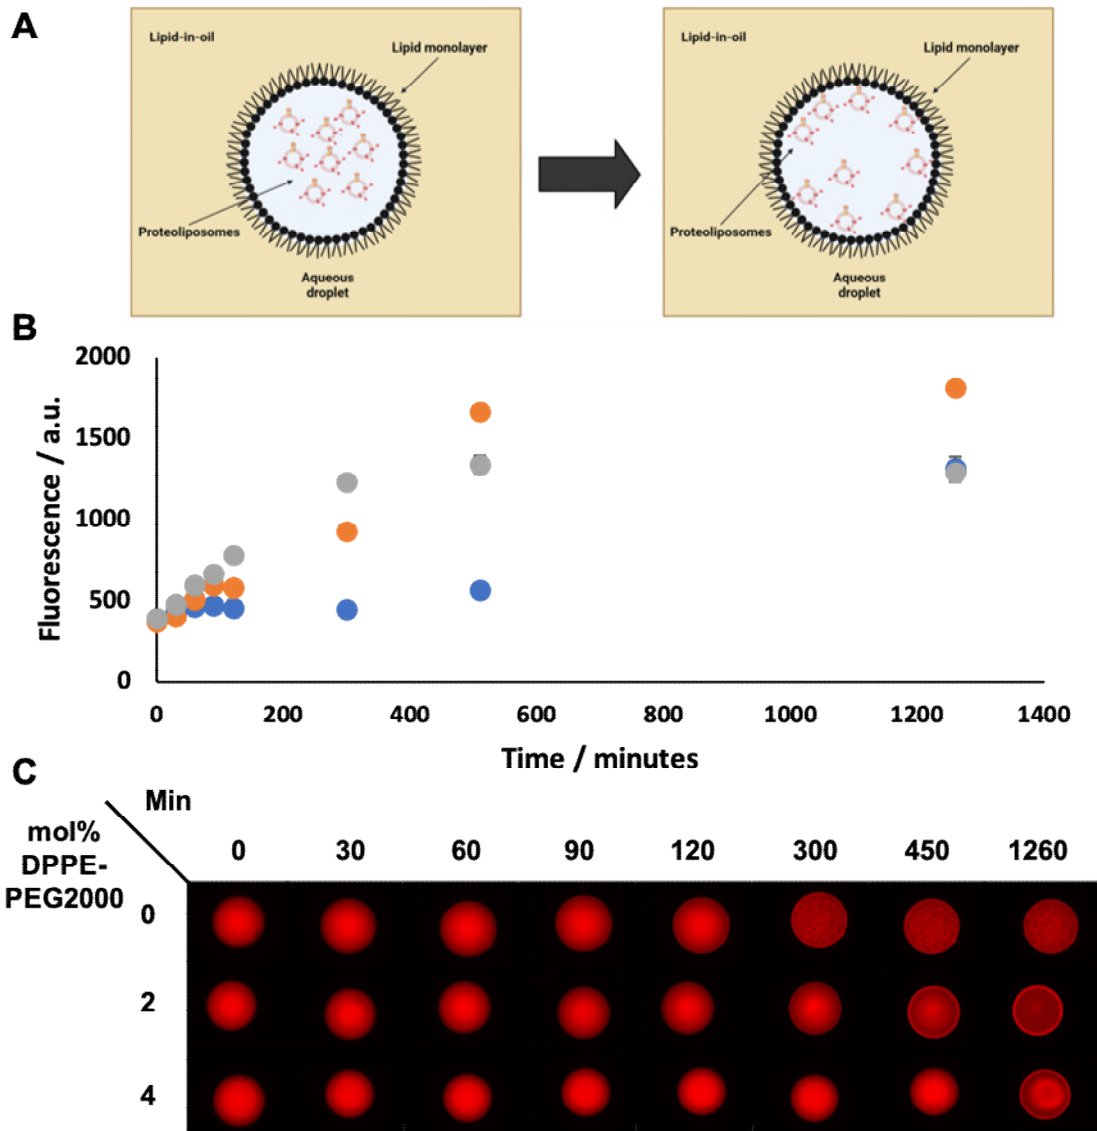 A
Lipid-in-oil
Lipid monolayer
Proteoliposomes
Aqueous
droplet
Lipid-in-oil
Lipid monolayer
Proteoliposomes
Aqueous
droplet
B
Fluorescence / a.u.
2000
1500
1000
500
0
0 200 400 600 800 1000 1200 1400
Time / minutes
C
Min
mol%
DPPE-
PEG2000
0 30 60 90 120 300 450 1260
0
2
4